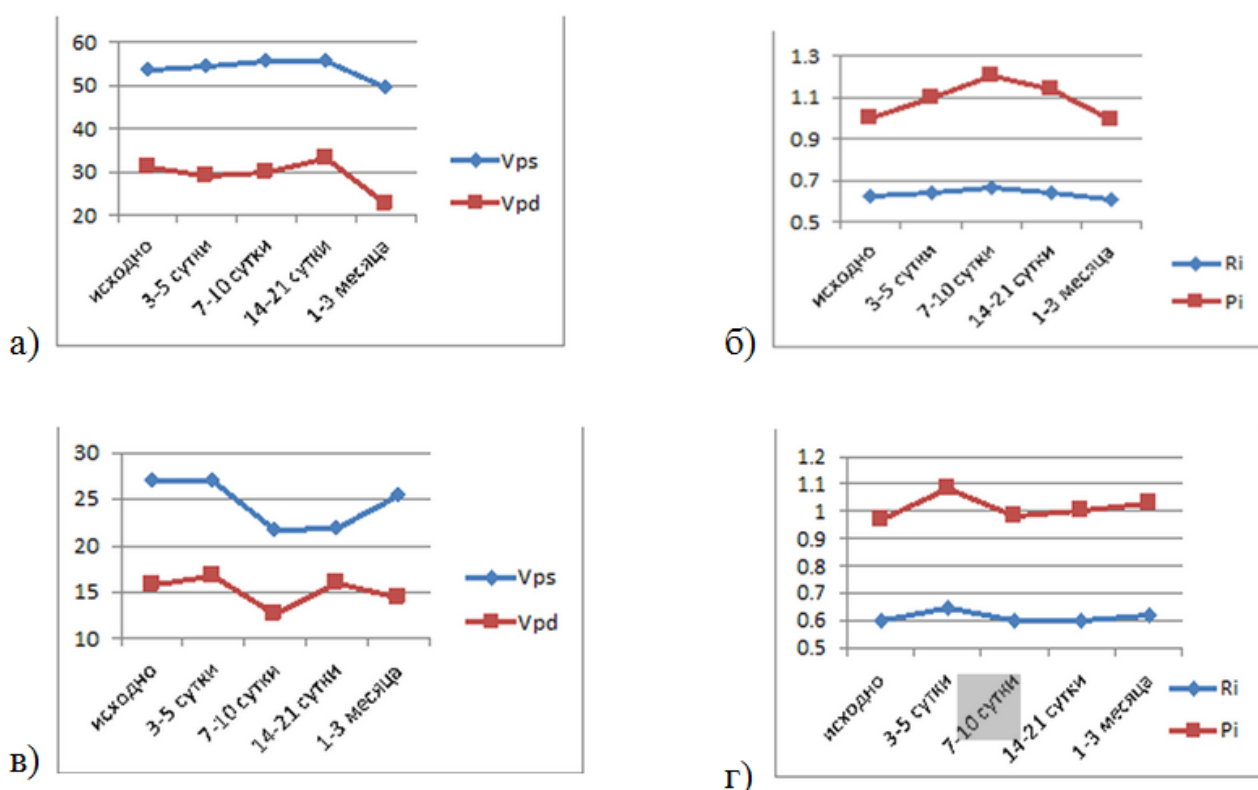 60
50
40
30
20
Vps
Vpd
исходно
3-5 сутки
7-10 сутки
14-21 сутки
1-3 месяца
а)
1.3
1.1
0.9
0.7
0.5
Ri
Pi
исходно
3-5 сутки
7-10 сутки
14-21 сутки
1-3 месяца
б)
30
25
20
15
10
Vps
Vpd
исходно
3-5 сутки
7-10 сутки
14-21 сутки
1-3 месяца
в)
1.2
1.1
1
0.9
0.8
0.7
0.6
0.5
Ri
Pi
исходно
3-5 сутки
7-10 сутки
14-21 сутки
1-3 месяца
г)